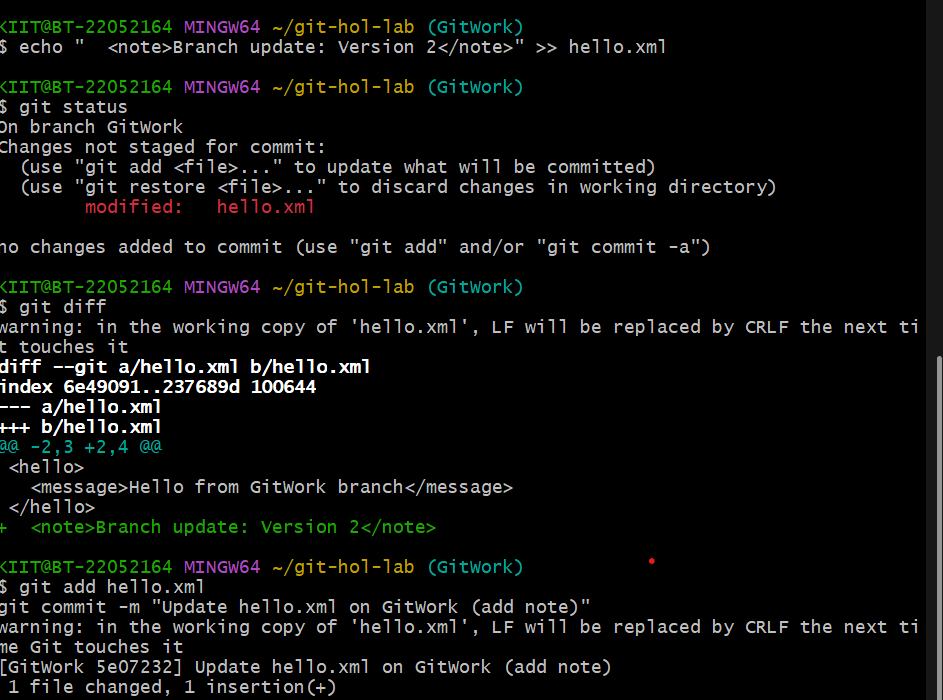 KIIT@BT-22052164 MINGW64 ~/git-hol-lab (GitWork)
$ echo "  <note>Branch update: Version 2</note>" >> hello.xml

KIIT@BT-22052164 MINGW64 ~/git-hol-lab (GitWork)
$ git status
On branch GitWork
Changes not staged for commit:
  (use "git add <file>..." to update what will be committed)
  (use "git restore <file>..." to discard changes in working directory)
        modified:   hello.xml

no changes added to commit (use "git add" and/or "git commit -a")

KIIT@BT-22052164 MINGW64 ~/git-hol-lab (GitWork)
$ git diff
warning: in the working copy of 'hello.xml', LF will be replaced by CRLF the next ti
t touches it
diff --git a/hello.xml b/hello.xml
index 6e49091..237689d 100644
--- a/hello.xml
+++ b/hello.xml
@@ -2,3 +2,4 @@
 <hello>
   <message>Hello from GitWork branch</message>
 </hello>
+  <note>Branch update: Version 2</note>

KIIT@BT-22052164 MINGW64 ~/git-hol-lab (GitWork)
$ git add hello.xml
git commit -m "Update hello.xml on GitWork (add note)"
warning: in the working copy of 'hello.xml', LF will be replaced by CRLF the next ti
me Git touches it
[GitWork 5e07232] Update hello.xml on GitWork (add note)
 1 file changed, 1 insertion(+)